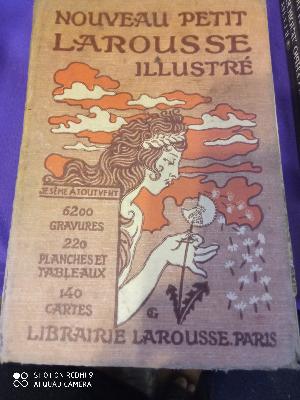 NOUVEAU PETIT
LAROUSSE
ILLUSTRÉ
JE SÈME À TOUT VENT
6200
GRAVURES
220
PLANCHES ET
TABLEAUX
140
CARTES
G
LIBRAIRIE LAROUSSE. PARIS
SHOT ON REDMI 9
AI QUAD CAMERA